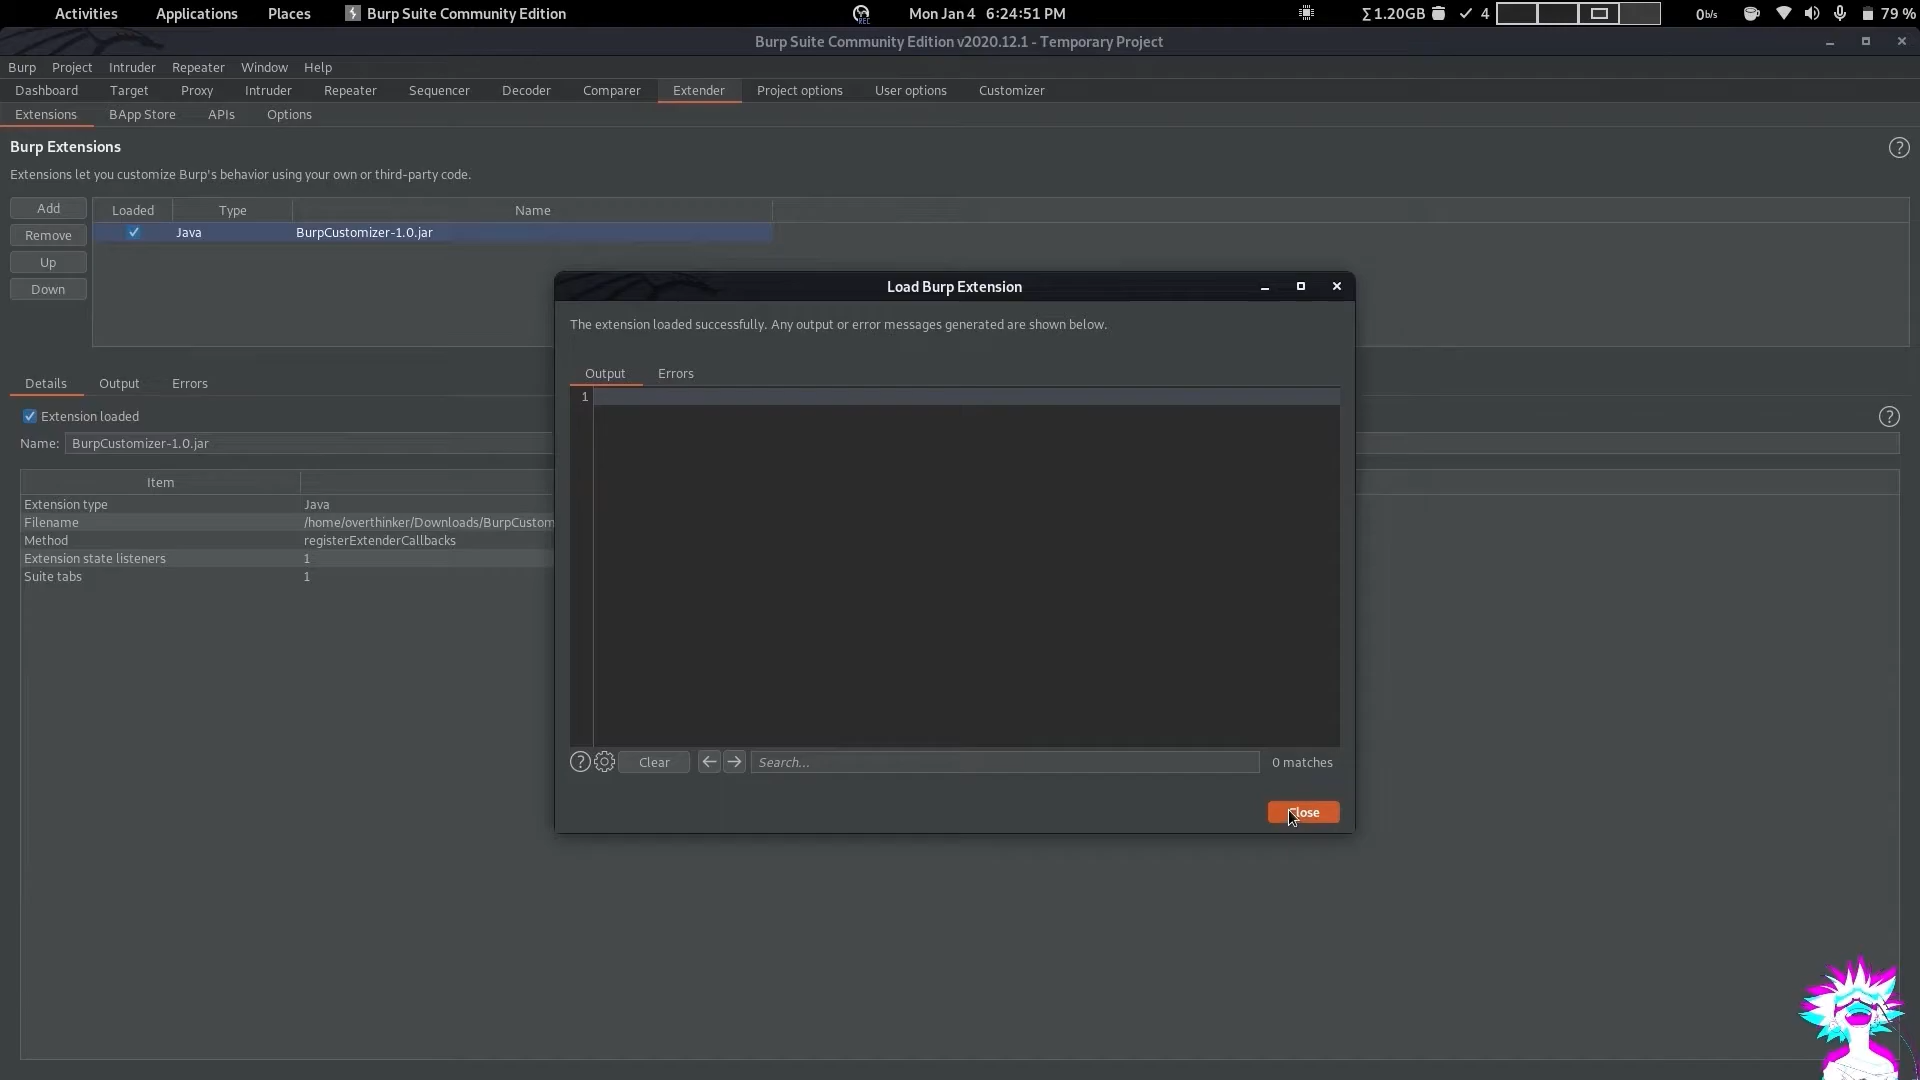 Activities Applications Places Burp Suite Community Edition REC Mon Jan 4 6:24:51 PM Σ 1.20GB 4 0b/s 79 %
Burp Suite Community Edition v2020.12.1 - Temporary Project
Burp Project Intruder Repeater Window Help
Dashboard Target Proxy Intruder Repeater Sequencer Decoder Comparer Extender Project options User options Customizer
Extensions BApp Store APIs Options
Burp Extensions ?
Extensions let you customize Burp's behavior using your own or third-party code.
Add Loaded Type Name
Remove Java BurpCustomizer-1.0.jar
Up
Down
Load Burp Extension
The extension loaded successfully. Any output or error messages generated are shown below.
Output Errors
1
? Clear Search... 0 matches
Close
Details Output Errors
Extension loaded ?
Name: BurpCustomizer-1.0.jar
Item
Extension type Java
Filename /home/overthinker/Downloads/BurpCustom
Method registerExtenderCallbacks
Extension state listeners 1
Suite tabs 1